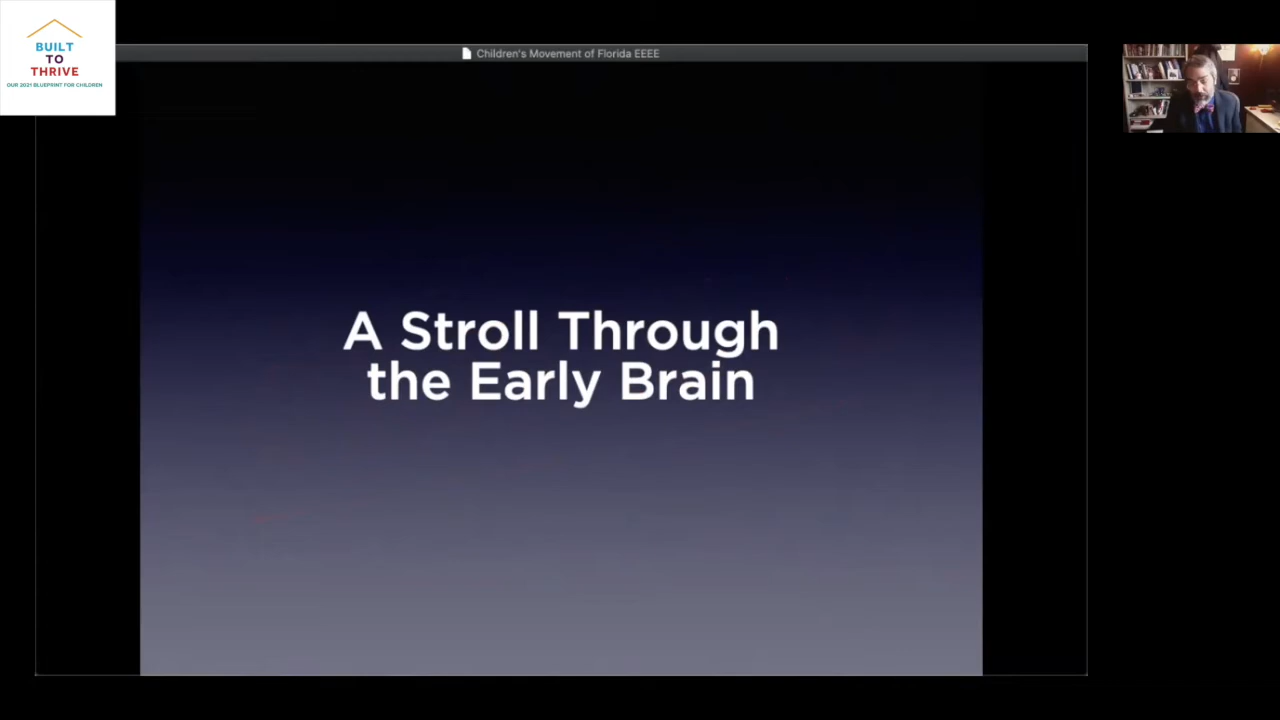 BUILT
TO
THRIVE
OUR 2021 BLUEPRINT FOR CHILDREN
Children's Movement of Florida EEEE
A Stroll Through
the Early Brain